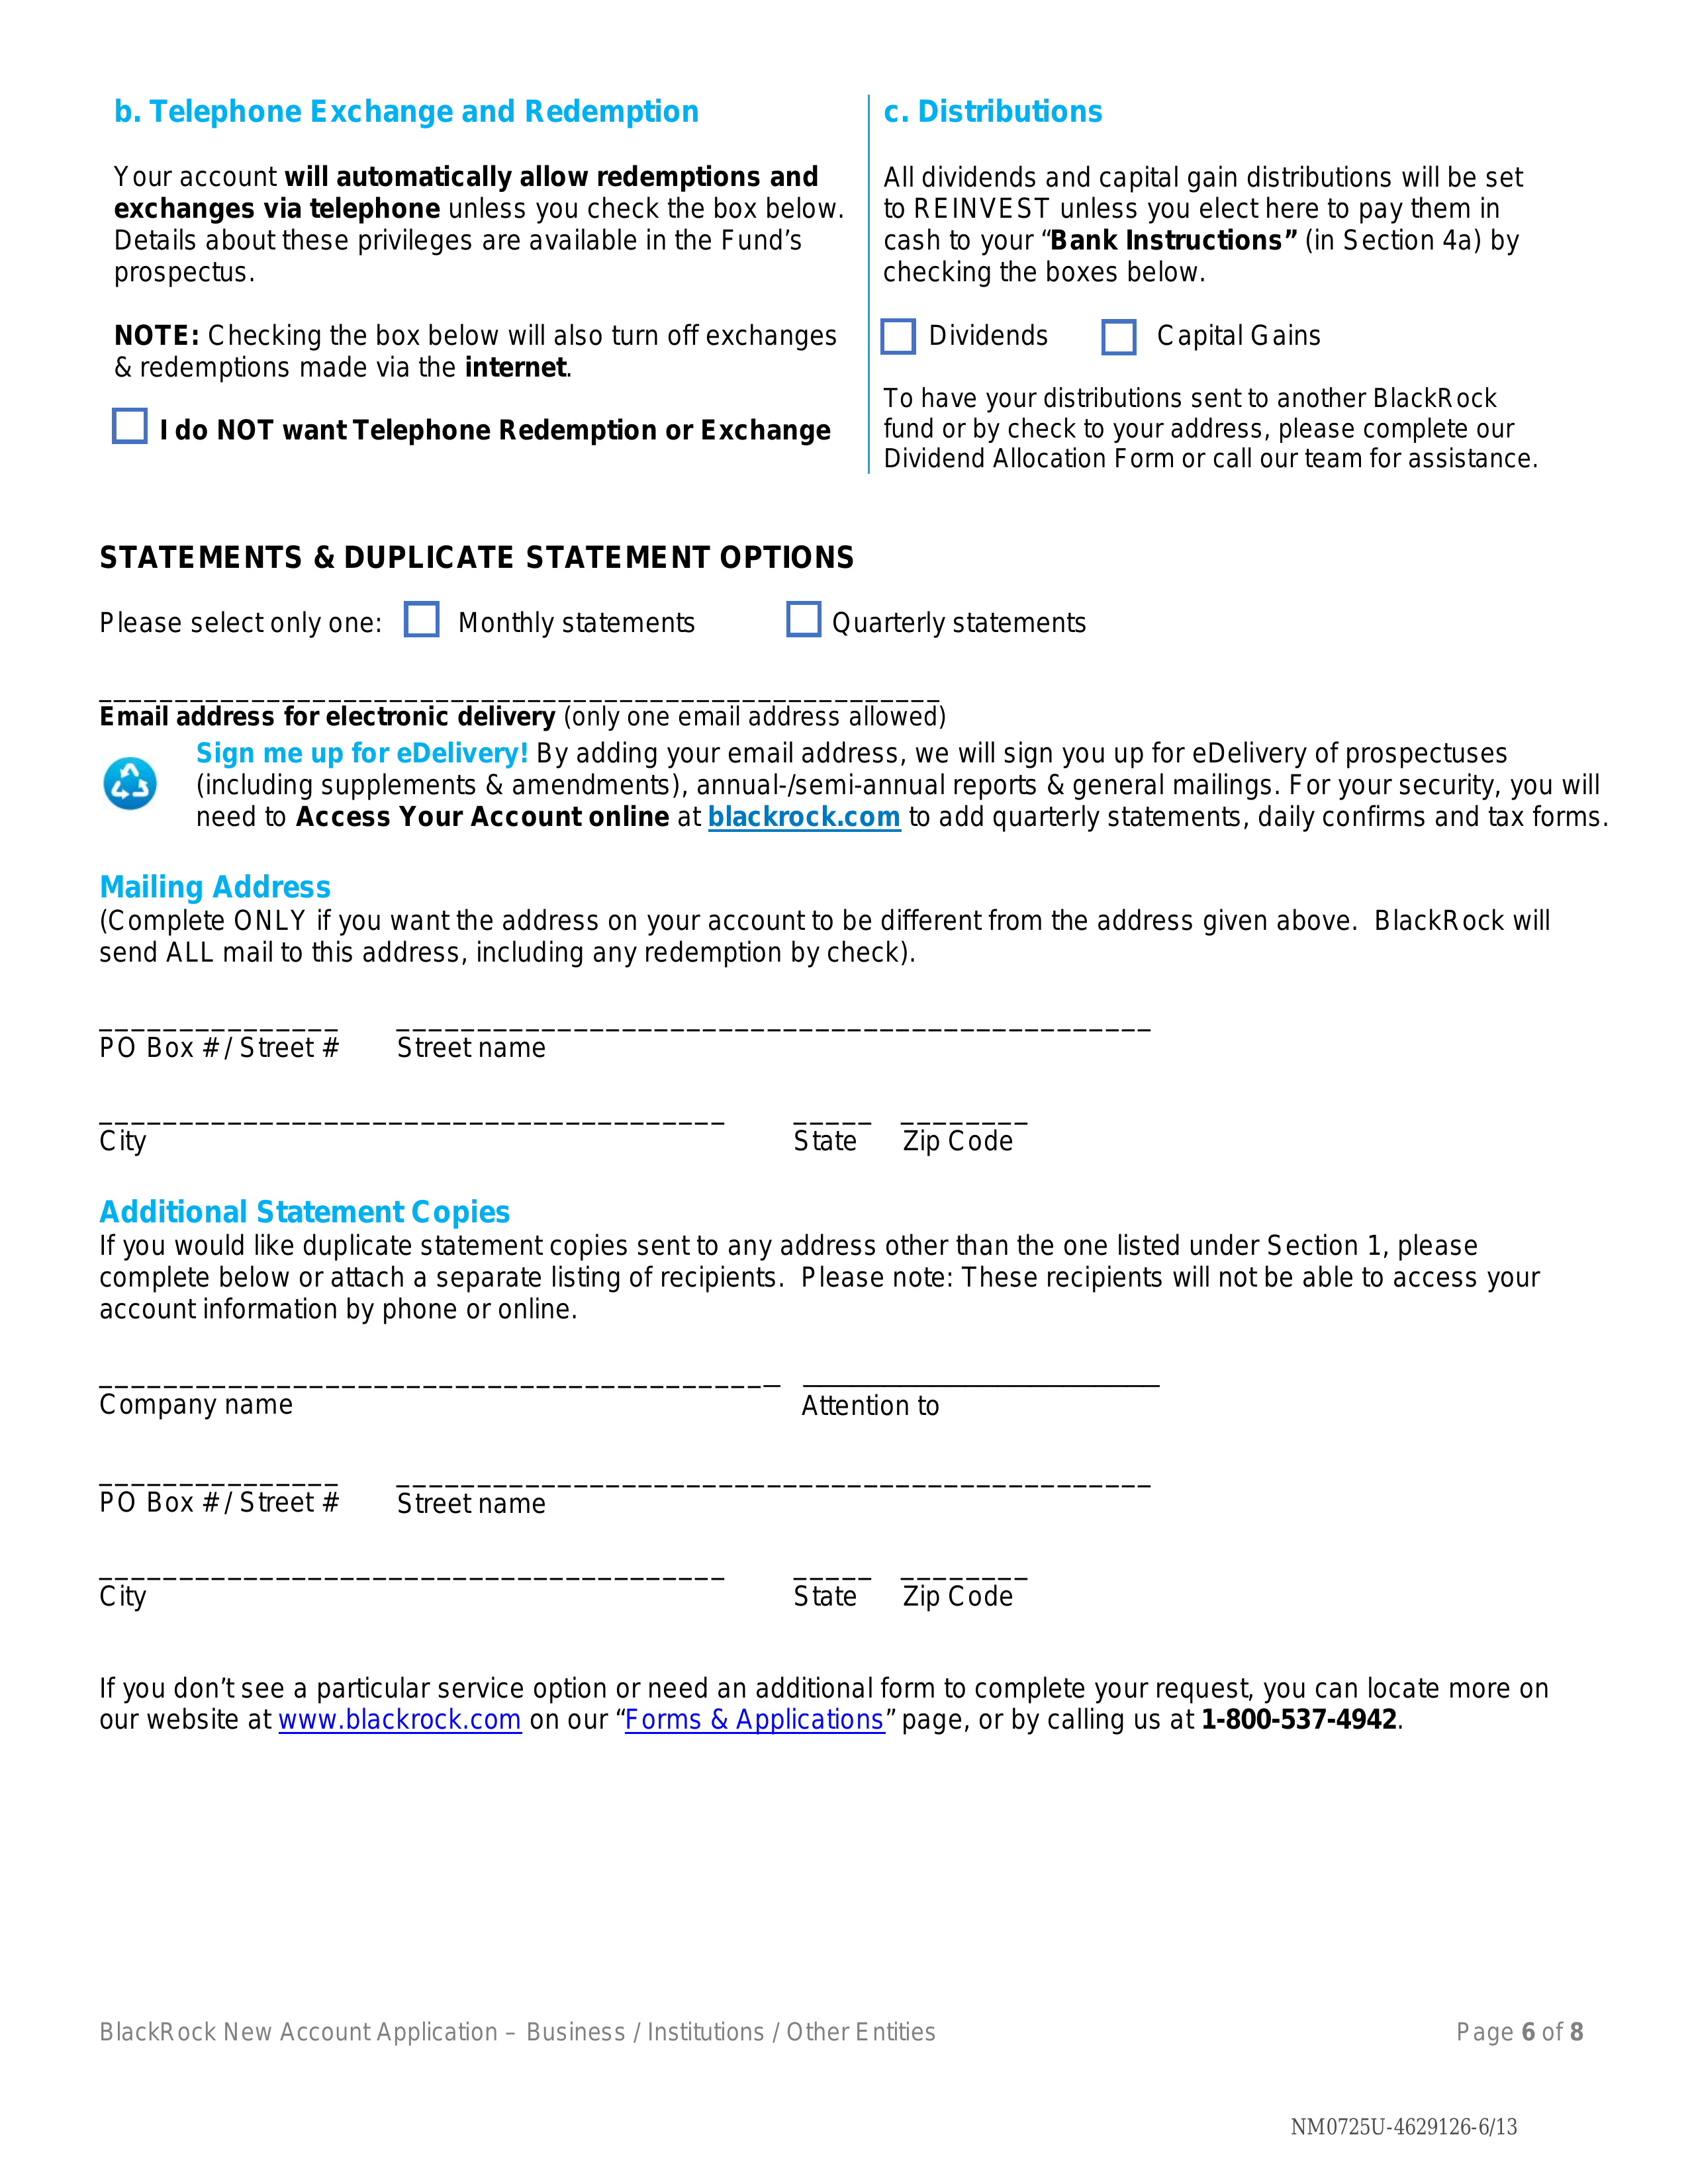 b. Telephone Exchange and Redemption
Your account will automatically allow redemptions and
exchanges via telephone unless you check the box below.
Details about these privileges are available in the Fund’s
prospectus.
NOTE: Checking the box below will also turn off exchanges
& redemptions made via the internet.
I do NOT want Telephone Redemption or Exchange
c. Distributions
All dividends and capital gain distributions will be set
to REINVEST unless you elect here to pay them in
cash to your “Bank Instructions” (in Section 4a) by
checking the boxes below.
Dividends Capital Gains
To have your distributions sent to another BlackRock
fund or by check to your address, please complete our
Dividend Allocation Form or call our team for assistance.
STATEMENTS & DUPLICATE STATEMENT OPTIONS
Please select only one: Monthly statements Quarterly statements
Email address for electronic delivery (only one email address allowed)
Sign me up for eDelivery! By adding your email address, we will sign you up for eDelivery of prospectuses
(including supplements & amendments), annual-/semi-annual reports & general mailings. For your security, you will
need to Access Your Account online at blackrock.com to add quarterly statements, daily confirms and tax forms.
Mailing Address
(Complete ONLY if you want the address on your account to be different from the address given above. BlackRock will
send ALL mail to this address, including any redemption by check).
PO Box # / Street # Street name
City State Zip Code
Additional Statement Copies
If you would like duplicate statement copies sent to any address other than the one listed under Section 1, please
complete below or attach a separate listing of recipients. Please note: These recipients will not be able to access your
account information by phone or online.
Company name Attention to
PO Box # / Street # Street name
City State Zip Code
If you don’t see a particular service option or need an additional form to complete your request, you can locate more on
our website at www.blackrock.com on our “Forms & Applications” page, or by calling us at 1-800-537-4942.
BlackRock New Account Application – Business / Institutions / Other Entities Page 6 of 8
NM0725U-4629126-6/13